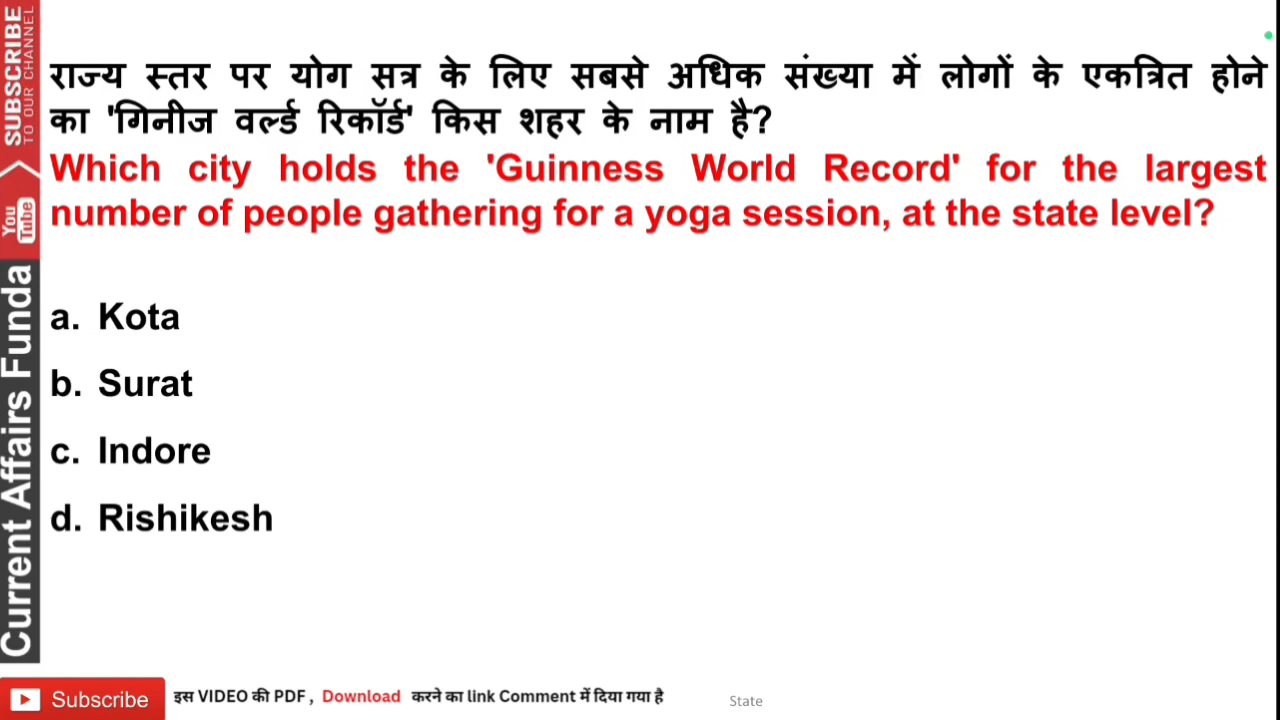 राज्य स्तर पर योग सत्र के लिए सबसे अधिक संख्या में लोगों के एकत्रित होने
का 'गिनीज वर्ल्ड रिकॉर्ड' किस शहर के नाम है?
Which city holds the 'Guinness World Record' for the largest
number of people gathering for a yoga session, at the state level?
a. Kota
b. Surat
c. Indore
d. Rishikesh
SUBSCRIBE
TO OUR CHANNEL
You
Tube
Current Affairs Funda
Subscribe इस VIDEO की PDF , Download करने का link Comment में दिया गया है
State